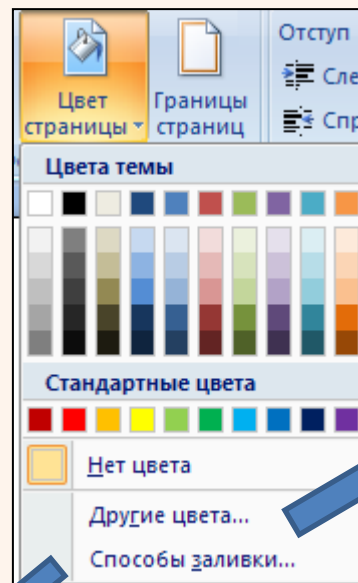 Отступ
Цвет страницы
Границы страниц
Цвета темы
Стандартные цвета
Нет цвета
Другие цвета...
Способы заливки...